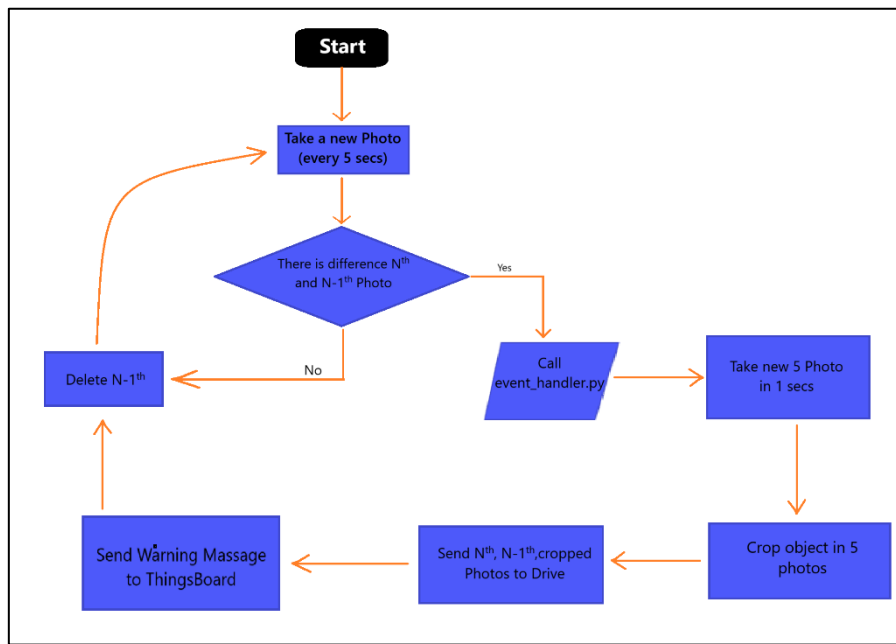 Start
Take a new Photo
(every 5 secs)
There is difference Nth
and N-1th Photo
Yes
No
Delete N-1th
Call
event_handler.py
Take new 5 Photo
in 1 secs
Crop object in 5
photos
Send Nth, N-1th,cropped
Photos to Drive
Send Warning Massage
to ThingsBoard